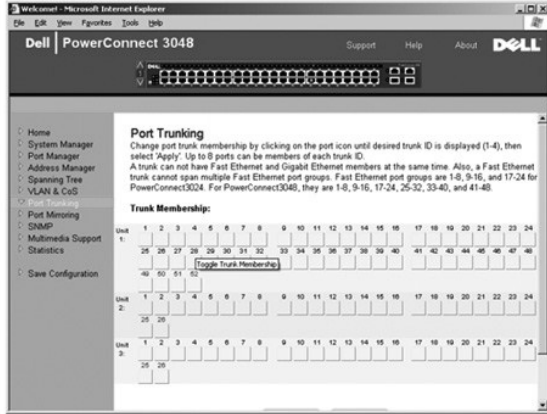 Welcome! - Microsoft Internet Explorer
File Edit View Favorites Tools Help
Dell | PowerConnect 3048
Support Help About DELL
Home
System Manager
Port Manager
Address Manager
Spanning Tree
VLAN & CoS
Port Trunking
Port Mirroring
SNMP
Multimedia Support
Statistics
Save Configuration
Port Trunking
Change port trunk membership by clicking on the port icon until desired trunk ID is displayed (1-4), then
select 'Apply'. Up to 8 ports can be members of each trunk ID.
A trunk can not have Fast Ethernet and Gigabit Ethernet members at the same time. Also, a Fast Ethernet
trunk cannot span multiple Fast Ethernet port groups. Fast Ethernet port groups are 1-8, 9-16, and 17-24 for
PowerConnect3024. For PowerConnect3048, they are 1-8, 9-16, 17-24, 25-32, 33-40, and 41-48.
Trunk Membership:
Unit 1: 1 2 3 4 5 6 7 8 9 10 11 12 13 14 15 16 17 18 19 20 21 22 23 24
25 26 27 28 29 30 31 32 33 34 35 36 37 38 39 40 41 42 43 44 45 46 47 48
Toggle Trunk Membership
49 50 51 52
Unit 2: 1 2 3 4 5 6 7 8 9 10 11 12 13 14 15 16 17 18 19 20 21 22 23 24
25 26
Unit 3: 1 2 3 4 5 6 7 8 9 10 11 12 13 14 15 16 17 18 19 20 21 22 23 24
25 26